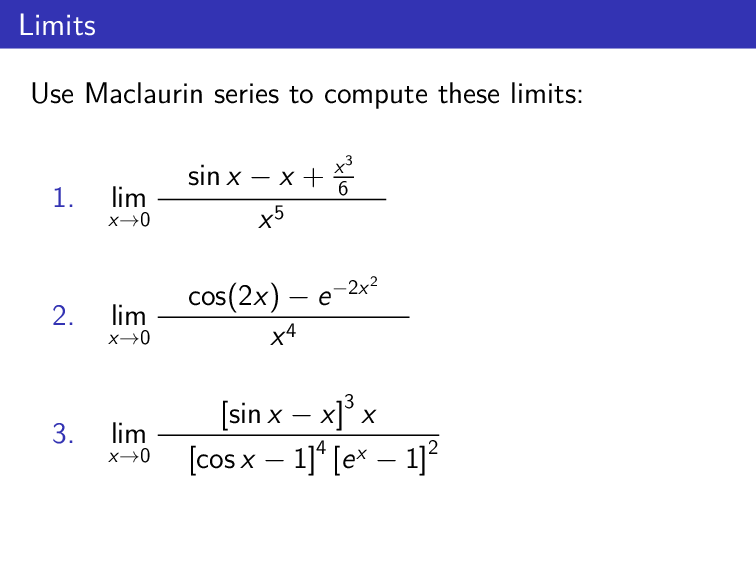 Limits
Use Maclaurin series to compute these limits:
1. $\lim_{x \to 0} \frac{\sin x - x + \frac{x^3}{6}}{x^5}$
2. $\lim_{x \to 0} \frac{\cos(2x) - e^{-2x^2}}{x^4}$
3. $\lim_{x \to 0} \frac{[\sin x - x]^3 x}{[\cos x - 1]^4 [e^x - 1]^2}$